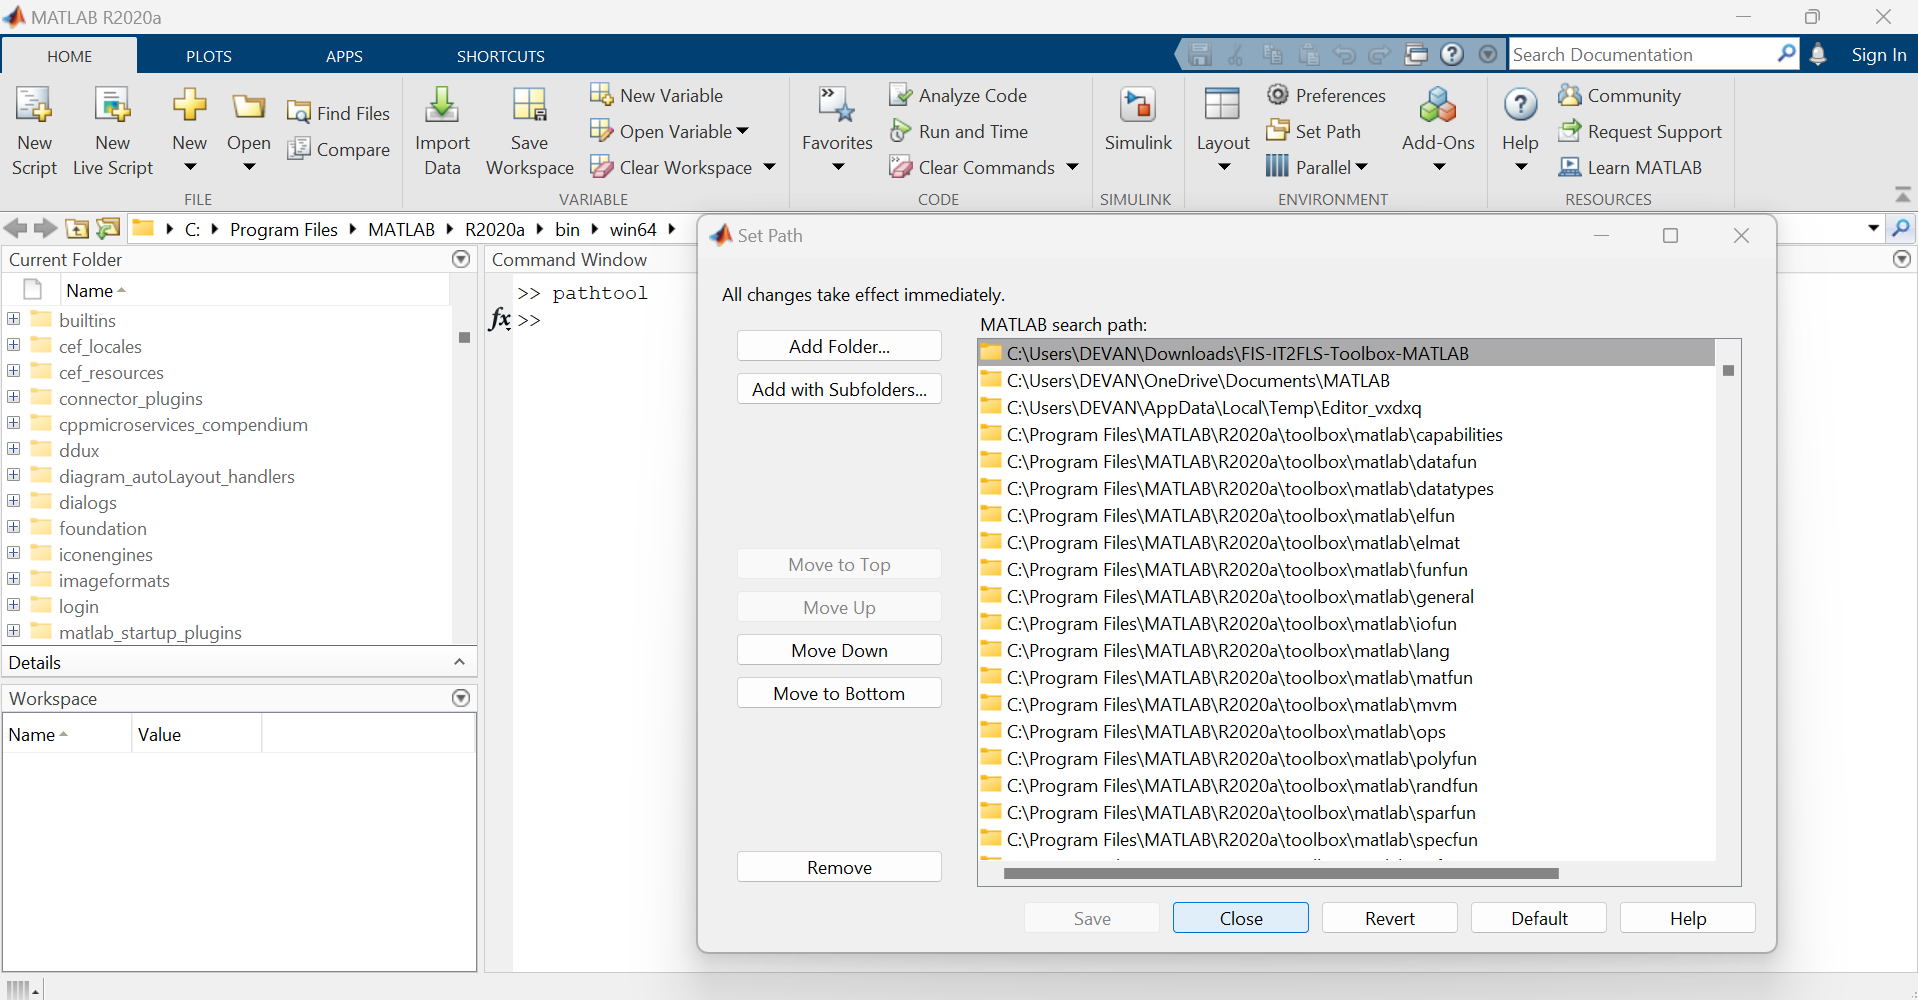 MATLAB R2020a
HOME PLOTS APPS SHORTCUTS Search Documentation Sign In
New Script
New Live Script
New
Open
Find Files
Compare
FILE
Import Data
Save Workspace
New Variable
Open Variable
Clear Workspace
VARIABLE
Favorites
Analyze Code
Run and Time
Clear Commands
CODE
Simulink
SIMULINK
Layout
Preferences
Set Path
Parallel
Add-Ons
ENVIRONMENT
Help
Community
Request Support
Learn MATLAB
RESOURCES
C: Program Files MATLAB R2020a bin win64
Current Folder
Name
builtins
cef_locales
cef_resources
connector_plugins
cppmicroservices_compendium
ddux
diagram_autoLayout_handlers
dialogs
foundation
iconengines
imageformats
login
matlab_startup_plugins
Details
Workspace
Name Value
Command Window
>> pathtool
fx >>
Set Path
All changes take effect immediately.
MATLAB search path:
Add Folder...
Add with Subfolders...
Move to Top
Move Up
Move Down
Move to Bottom
Remove
C:\Users\DEVAN\Downloads\FIS-IT2FLS-Toolbox-MATLAB
C:\Users\DEVAN\OneDrive\Documents\MATLAB
C:\Users\DEVAN\AppData\Local\Temp\Editor_vxdxq
C:\Program Files\MATLAB\R2020a\toolbox\matlab\capabilities
C:\Program Files\MATLAB\R2020a\toolbox\matlab\datafun
C:\Program Files\MATLAB\R2020a\toolbox\matlab\datatypes
C:\Program Files\MATLAB\R2020a\toolbox\matlab\elfun
C:\Program Files\MATLAB\R2020a\toolbox\matlab\elmat
C:\Program Files\MATLAB\R2020a\toolbox\matlab\funfun
C:\Program Files\MATLAB\R2020a\toolbox\matlab\general
C:\Program Files\MATLAB\R2020a\toolbox\matlab\iofun
C:\Program Files\MATLAB\R2020a\toolbox\matlab\lang
C:\Program Files\MATLAB\R2020a\toolbox\matlab\matfun
C:\Program Files\MATLAB\R2020a\toolbox\matlab\mvm
C:\Program Files\MATLAB\R2020a\toolbox\matlab\ops
C:\Program Files\MATLAB\R2020a\toolbox\matlab\polyfun
C:\Program Files\MATLAB\R2020a\toolbox\matlab\randfun
C:\Program Files\MATLAB\R2020a\toolbox\matlab\sparfun
C:\Program Files\MATLAB\R2020a\toolbox\matlab\specfun
Save Close Revert Default Help